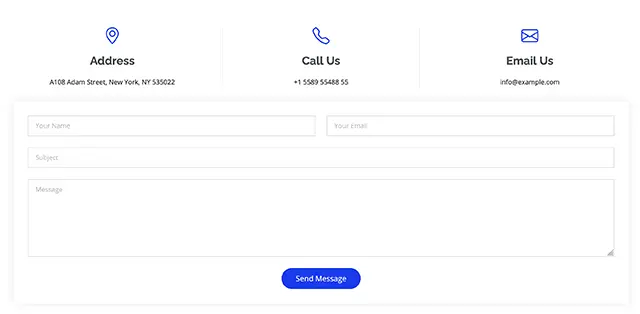 Address
Call Us
Email Us
A108 Adam Street, New York, NY 535022
+1 5589 55488 55
info@example.com
Your Name
Your Email
Subject
Message
Send Message